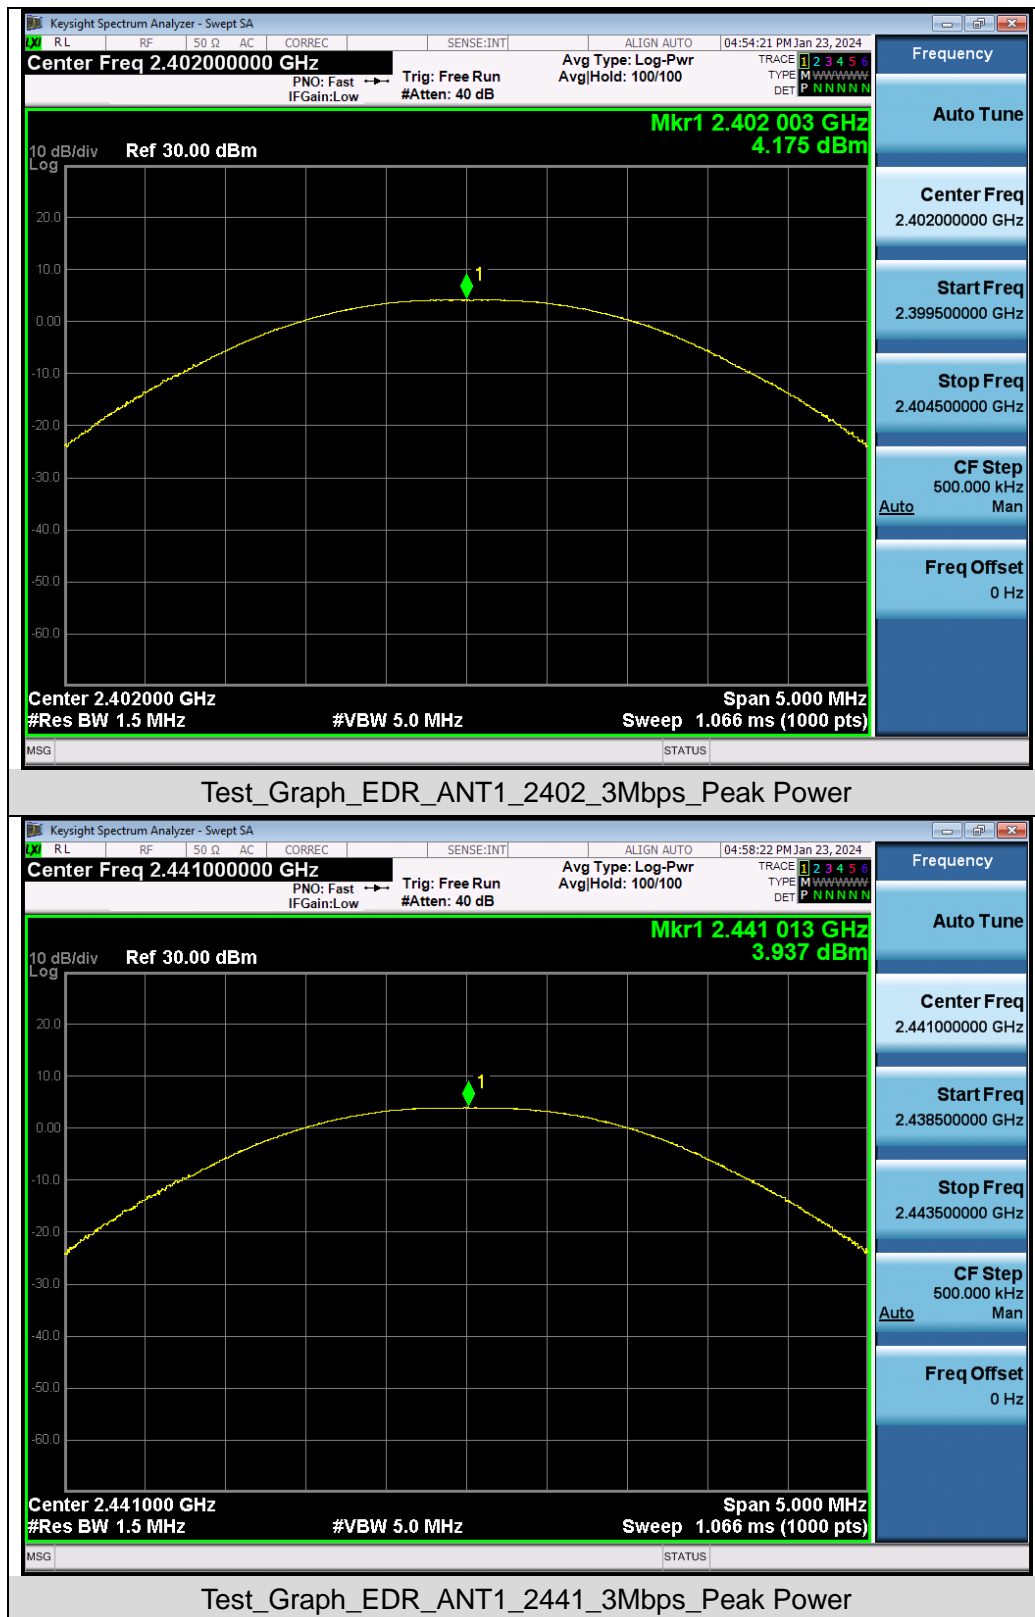 Keysight Spectrum Analyzer - Swept SA
LXI RL RF 50 Ω AC CORREC SENSE:INT ALIGN AUTO 04:54:21 PM Jan 23, 2024
Center Freq 2.402000000 GHz Avg Type: Log-Pwr TRACE 1 2 3 4 5 6
PNO: Fast Trig: Free Run Avg|Hold: 100/100 TYPE M WWWWW
IFGain:Low #Atten: 40 dB DET P N N N N N
Mkr1 2.402 003 GHz
4.175 dBm
10 dB/div Ref 30.00 dBm
Log
20.0
1
10.0
0.00
-10.0
-20.0
-30.0
-40.0
-50.0
-60.0
Center 2.402000 GHz Span 5.000 MHz
#Res BW 1.5 MHz #VBW 5.0 MHz Sweep 1.066 ms (1000 pts)
MSG STATUS
Frequency
Auto Tune
Center Freq
2.402000000 GHz
Start Freq
2.399500000 GHz
Stop Freq
2.404500000 GHz
CF Step
500.000 kHz
Auto Man
Freq Offset
0 Hz
Test_Graph_EDR_ANT1_2402_3Mbps_Peak Power
Keysight Spectrum Analyzer - Swept SA
LXI RL RF 50 Ω AC CORREC SENSE:INT ALIGN AUTO 04:58:22 PM Jan 23, 2024
Center Freq 2.441000000 GHz Avg Type: Log-Pwr TRACE 1 2 3 4 5 6
PNO: Fast Trig: Free Run Avg|Hold: 100/100 TYPE M WWWWW
IFGain:Low #Atten: 40 dB DET P N N N N N
Mkr1 2.441 013 GHz
3.937 dBm
10 dB/div Ref 30.00 dBm
Log
20.0
10.0
1
0.00
-10.0
-20.0
-30.0
-40.0
-50.0
-60.0
Center 2.441000 GHz Span 5.000 MHz
#Res BW 1.5 MHz #VBW 5.0 MHz Sweep 1.066 ms (1000 pts)
MSG STATUS
Frequency
Auto Tune
Center Freq
2.441000000 GHz
Start Freq
2.438500000 GHz
Stop Freq
2.443500000 GHz
CF Step
500.000 kHz
Auto Man
Freq Offset
0 Hz
Test_Graph_EDR_ANT1_2441_3Mbps_Peak Power